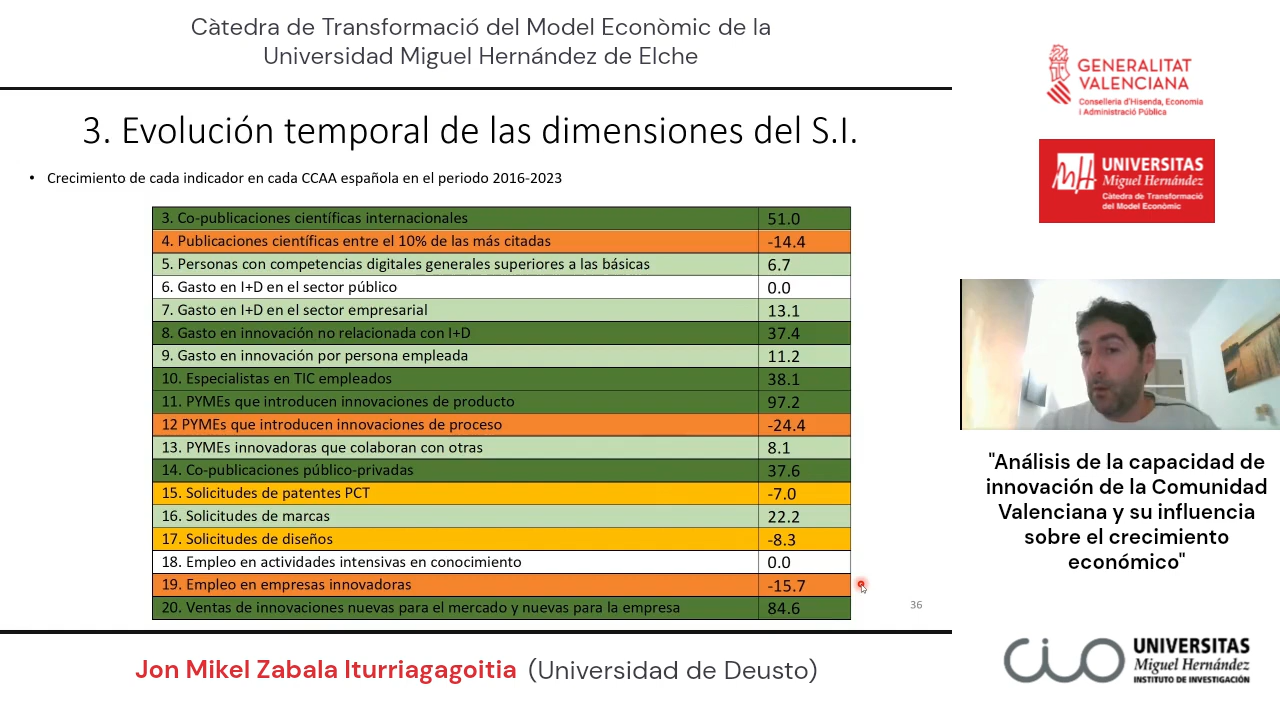 Càtedra de Transformació del Model Econòmic de la
Universidad Miguel Hernández de Elche
3. Evolución temporal de las dimensiones del S.I.
• Crecimiento de cada indicador en cada CCAA española en el periodo 2016-2023
3. Co-publicaciones científicas internacionales 51.0
4. Publicaciones científicas entre el 10% de las más citadas -14.4
5. Personas con competencias digitales generales superiores a las básicas 6.7
6. Gasto en I+D en el sector público 0.0
7. Gasto en I+D en el sector empresarial 13.1
8. Gasto en innovación no relacionada con I+D 37.4
9. Gasto en innovación por persona empleada 11.2
10. Especialistas en TIC empleados 38.1
11. PYMEs que introducen innovaciones de producto 97.2
12 PYMEs que introducen innovaciones de proceso -24.4
13. PYMEs innovadoras que colaboran con otras 8.1
14. Co-publicaciones público-privadas 37.6
15. Solicitudes de patentes PCT -7.0
16. Solicitudes de marcas 22.2
17. Solicitudes de diseños -8.3
18. Empleo en actividades intensivas en conocimiento 0.0
19. Empleo en empresas innovadoras -15.7
20. Ventas de innovaciones nuevas para el mercado y nuevas para la empresa 84.6
36
Jon Mikel Zabala Iturriagagoitia (Universidad de Deusto)
GENERALITAT
VALENCIANA
Conselleria d'Hisenda, Economia
i Administració Pública
UNIVERSITAS
Miguel Hernández
Càtedra de Transformació
del Model Econòmic
"Análisis de la capacidad de
innovación de la Comunidad
Valenciana y su influencia
sobre el crecimiento
económico"
CIO
UNIVERSITAS
Miguel Hernández
INSTITUTO DE INVESTIGACIÓN